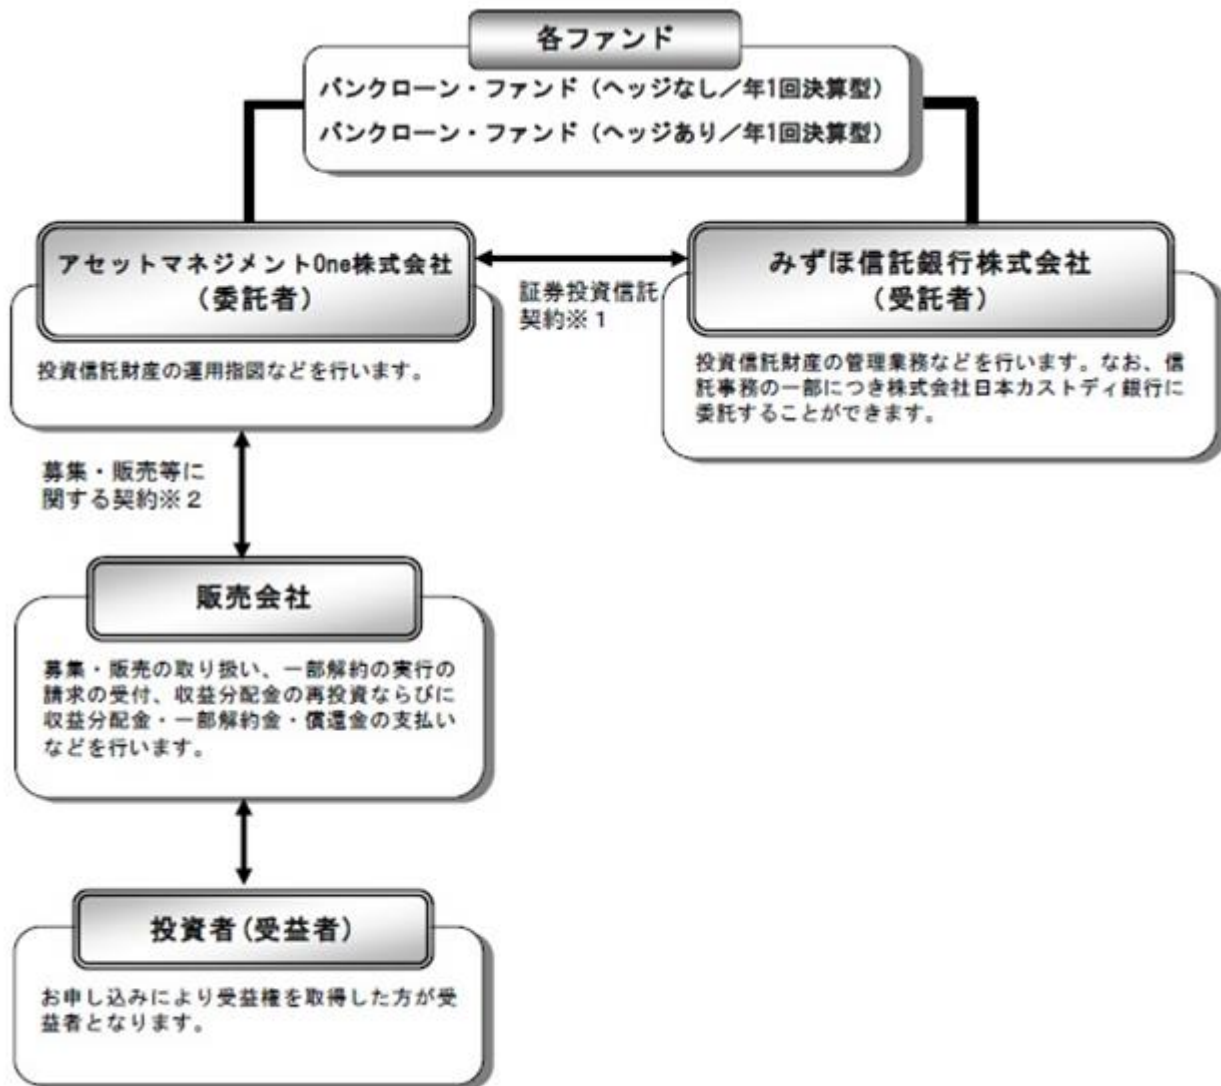 各ファンド
バンクローン・ファンド（ヘッジなし／年1回決算型）
バンクローン・ファンド（ヘッジあり／年1回決算型）
アセットマネジメントOne株式会社
（委託者）
投資信託財産の運用指図などを行います。
証券投資信託
契約※１
みずほ信託銀行株式会社
（受託者）
投資信託財産の管理業務などを行います。なお、信
託事務の一部につき株式会社日本カストディ銀行に
委託することができます。
募集・販売等に
関する契約※２
販売会社
募集・販売の取り扱い、一部解約の実行の
請求の受付、収益分配金の再投資ならびに
収益分配金・一部解約金・償還金の支払い
などを行います。
投資者(受益者)
お申し込みにより受益権を取得した方が受
益者となります。